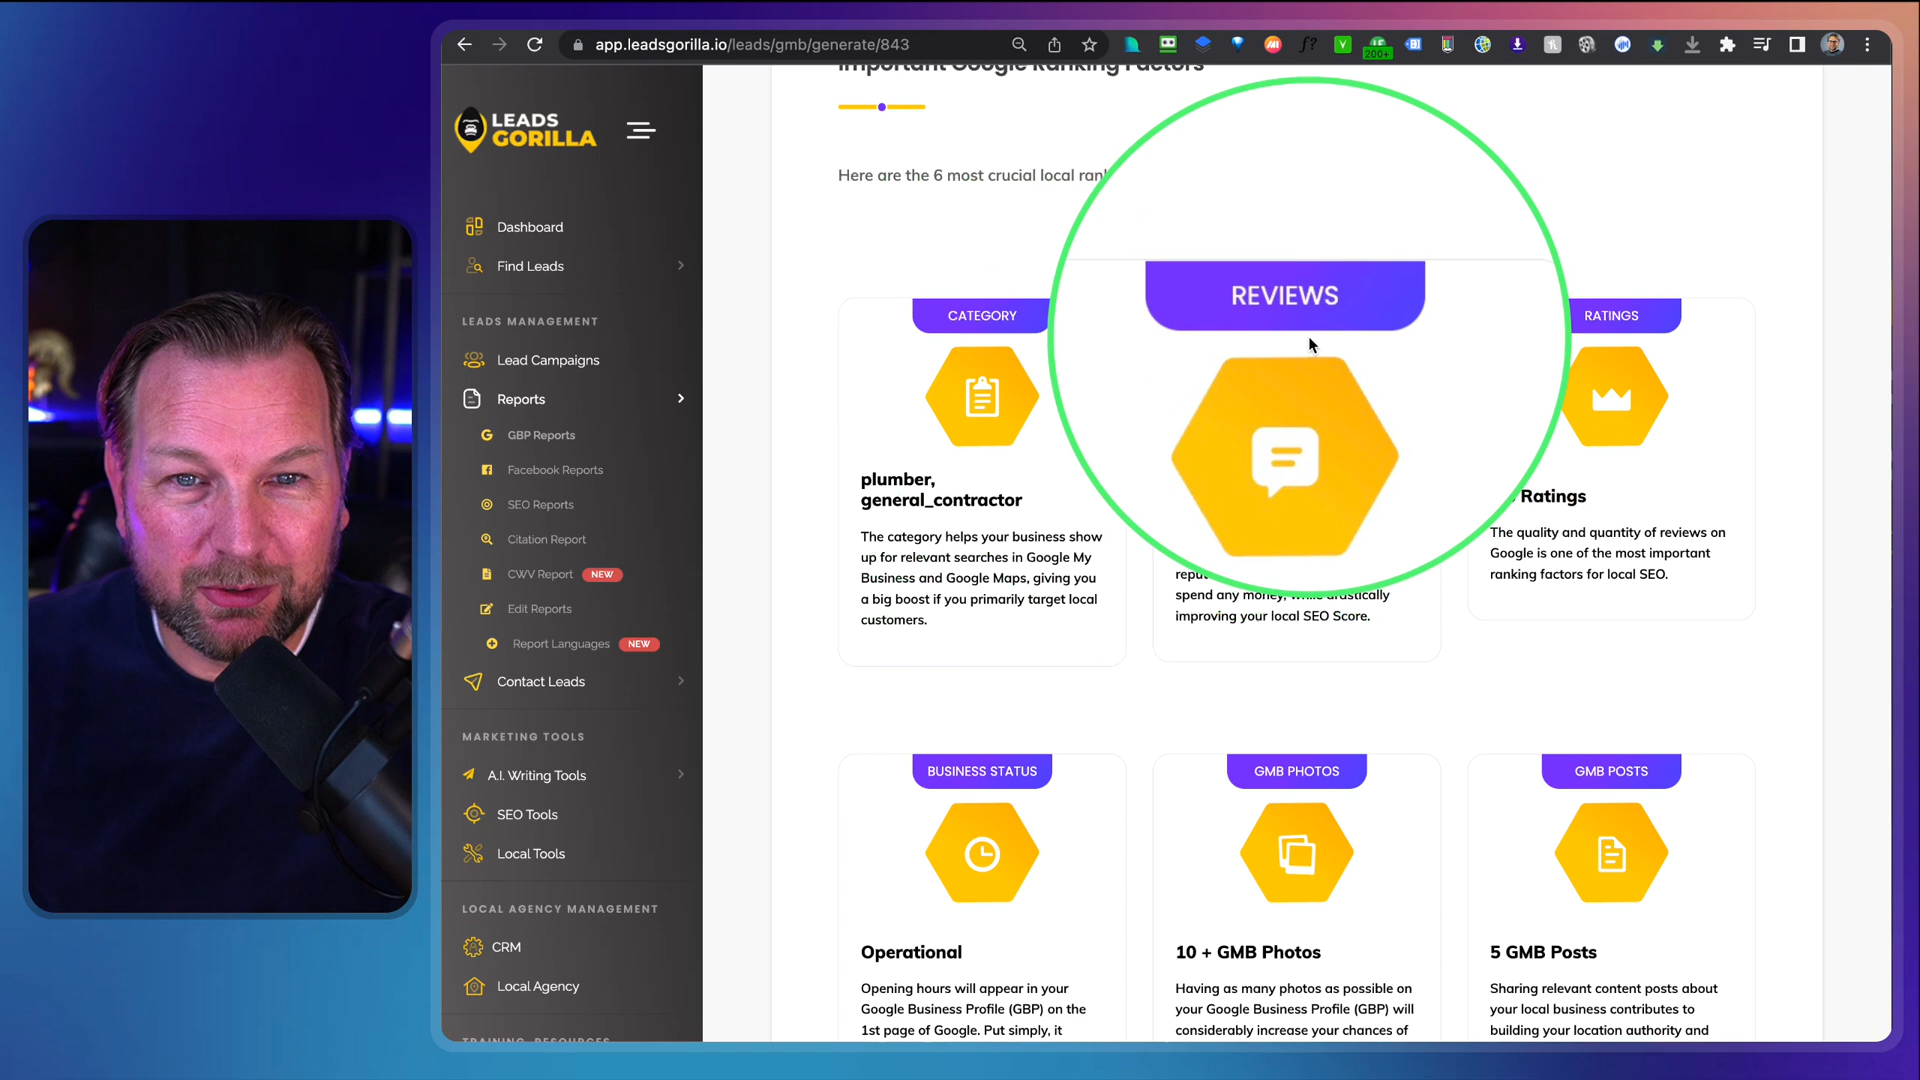 app.leadsgorilla.io/leads/gmb/generate/843
200+
LEADS
GORILLA
Dashboard
Find Leads
LEADS MANAGEMENT
Lead Campaigns
Reports
GBP Reports
Facebook Reports
SEO Reports
Citation Report
CWV Report NEW
Edit Reports
Report Languages NEW
Contact Leads
MARKETING TOOLS
A.I. Writing Tools
SEO Tools
Local Tools
LOCAL AGENCY MANAGEMENT
CRM
Local Agency
Important Google Ranking Factors
Here are the 6 most crucial local
CATEGORY
plumber,
general_contractor
The category helps your business show
up for relevant searches in Google My
Business and Google Maps, giving you
a big boost if you primarily target local
customers.
REVIEWS
spend any money, while drastically
improving your local SEO Score.
RATINGS
Ratings
The quality and quantity of reviews on
Google is one of the most important
ranking factors for local SEO.
BUSINESS STATUS
Operational
Opening hours will appear in your
Google Business Profile (GBP) on the
1st page of Google. Put simply, it
GMB PHOTOS
10 + GMB Photos
Having as many photos as possible on
your Google Business Profile (GBP) will
considerably increase your chances of
GMB POSTS
5 GMB Posts
Sharing relevant content posts about
your local business contributes to
building your location authority and